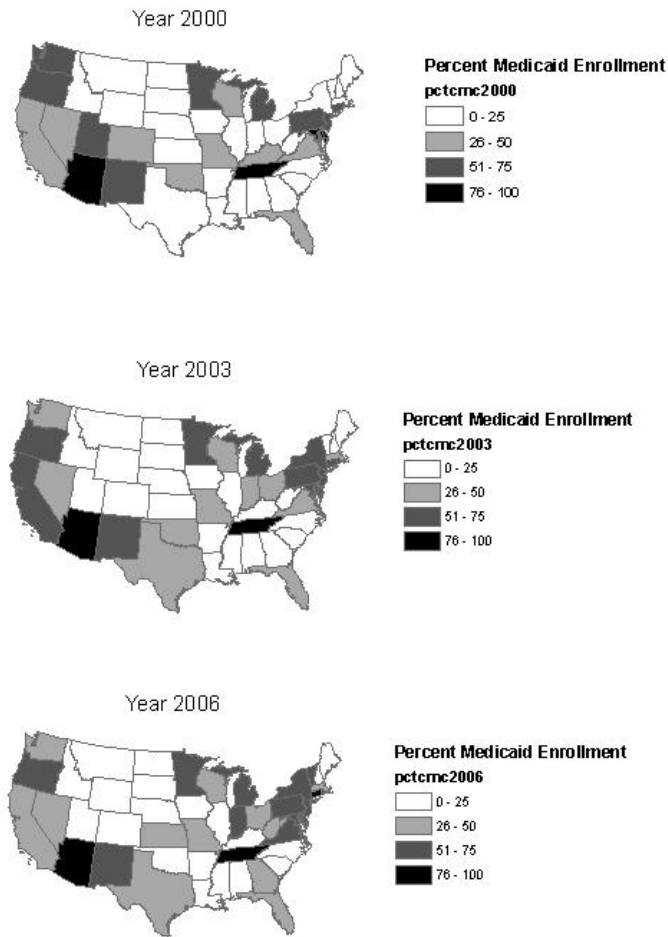 Year 2000
Percent Medicaid Enrollment
pctcmc2000
0 - 25
26 - 50
51 - 75
76 - 100
Year 2003
Percent Medicaid Enrollment
pctcmc2003
0 - 25
26 - 50
51 - 75
76 - 100
Year 2006
Percent Medicaid Enrollment
pctcmc2006
0 - 25
26 - 50
51 - 75
76 - 100